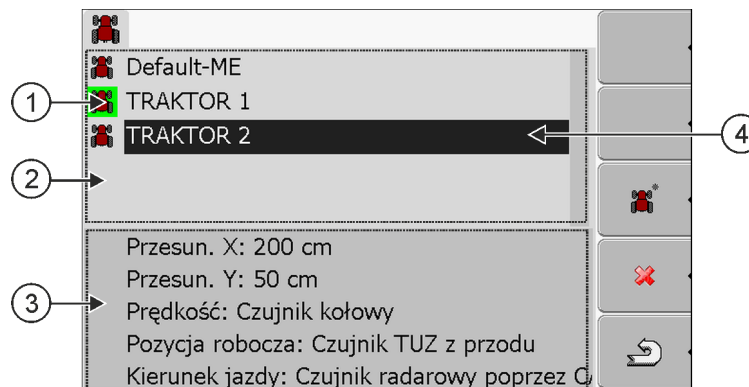 Default-ME
1 TRAKTOR 1
TRAKTOR 2 4
2
Przesun. X: 200 cm
Przesun. Y: 50 cm
3 Prędkość: Czujnik kołowy
Pozycja robocza: Czujnik TUZ z przodu
Kierunek jazdy: Czujnik radarowy poprzez